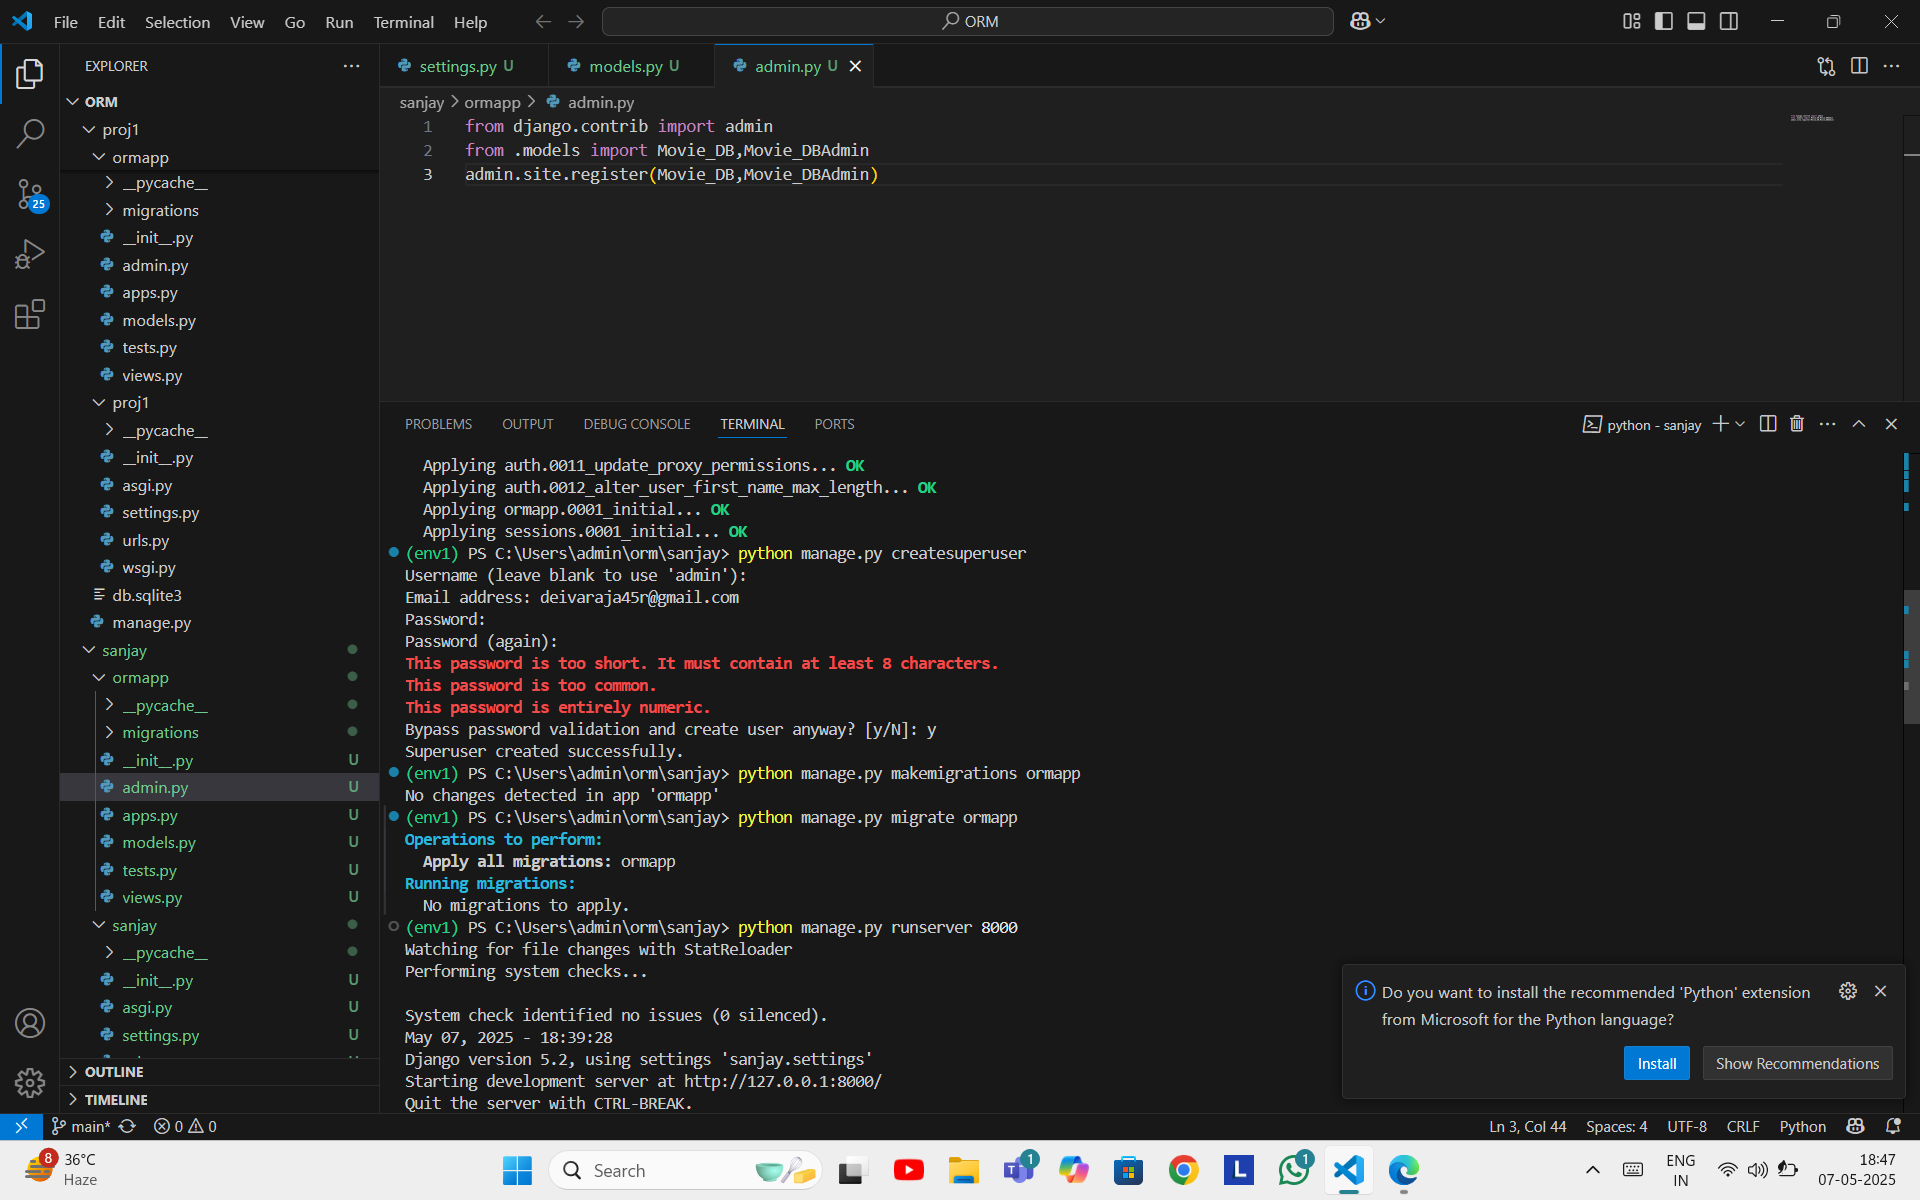 File Edit Selection View Go Run Terminal Help
ORM
EXPLORER
settings.py U
models.py U
admin.py U
ORM
proj1
ormapp
__pycache__
migrations
__init__.py
admin.py
apps.py
models.py
tests.py
views.py
proj1
__pycache__
__init__.py
asgi.py
settings.py
urls.py
wsgi.py
db.sqlite3
manage.py
sanjay
ormapp
__pycache__
migrations
__init__.py U
admin.py U
apps.py U
models.py U
tests.py U
views.py U
sanjay
__pycache__
__init__.py U
asgi.py U
settings.py U
OUTLINE
TIMELINE
25
sanjay > ormapp > admin.py
1 from django.contrib import admin
2 from .models import Movie_DB,Movie_DBAdmin
3 admin.site.register(Movie_DB,Movie_DBAdmin)
PROBLEMS OUTPUT DEBUG CONSOLE TERMINAL PORTS
python - sanjay
Applying auth.0011_update_proxy_permissions... OK
Applying auth.0012_alter_user_first_name_max_length... OK
Applying ormapp.0001_initial... OK
Applying sessions.0001_initial... OK
(env1) PS C:\Users\admin\orm\sanjay> python manage.py createsuperuser
Username (leave blank to use 'admin'):
Email address: deivaraja45r@gmail.com
Password:
Password (again):
This password is too short. It must contain at least 8 characters.
This password is too common.
This password is entirely numeric.
Bypass password validation and create user anyway? [y/N]: y
Superuser created successfully.
(env1) PS C:\Users\admin\orm\sanjay> python manage.py makemigrations ormapp
No changes detected in app 'ormapp'
(env1) PS C:\Users\admin\orm\sanjay> python manage.py migrate ormapp
Operations to perform:
Apply all migrations: ormapp
Running migrations:
No migrations to apply.
(env1) PS C:\Users\admin\orm\sanjay> python manage.py runserver 8000
Watching for file changes with StatReloader
Performing system checks...
System check identified no issues (0 silenced).
May 07, 2025 - 18:39:28
Django version 5.2, using settings 'sanjay.settings'
Starting development server at http://127.0.0.1:8000/
Quit the server with CTRL-BREAK.
Do you want to install the recommended 'Python' extension
from Microsoft for the Python language?
Install
Show Recommendations
main* 0 0
Ln 3, Col 44 Spaces: 4 UTF-8 CRLF Python
8
36°C
Haze
Search
1
L
1
ENG
IN
18:47
07-05-2025